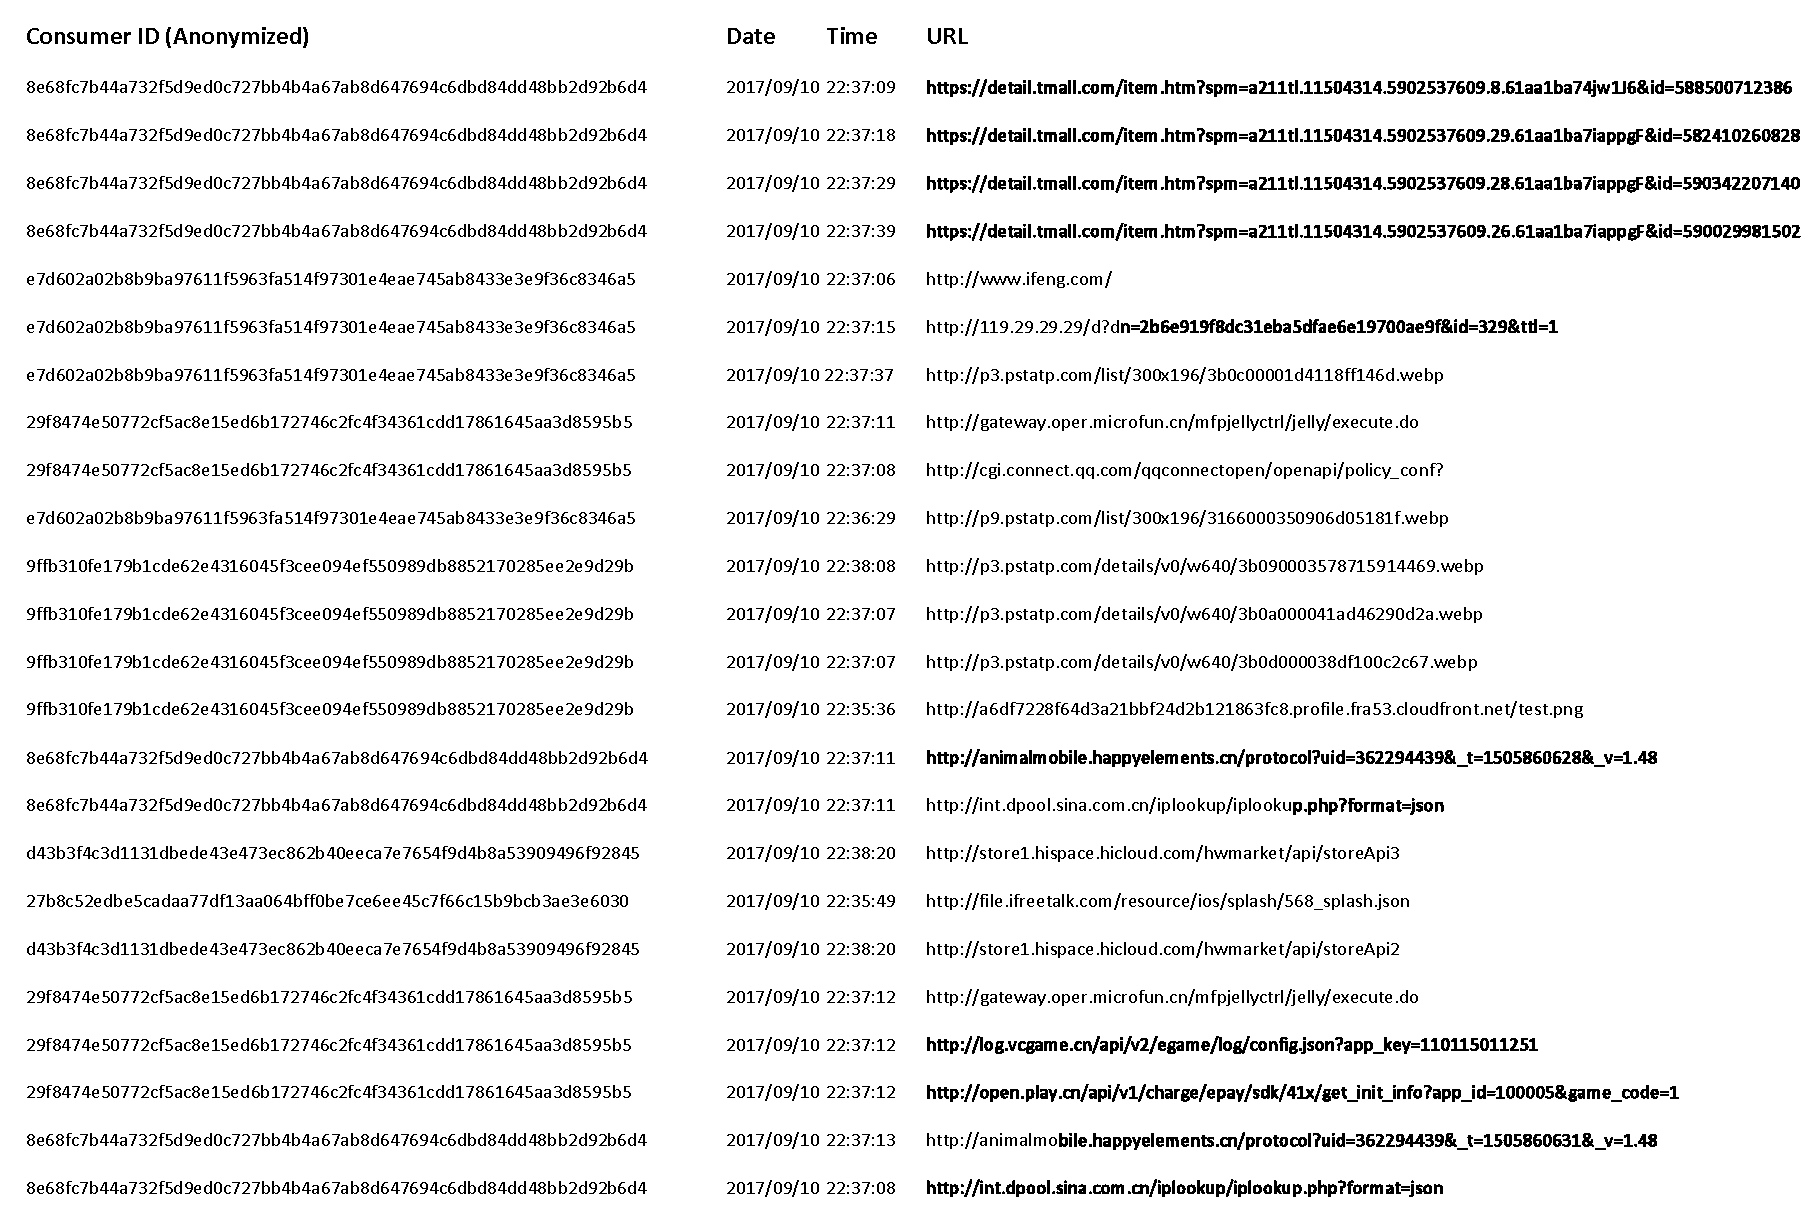 Consumer ID (Anonymized) Date Time URL
8e68fc7b44a732f5d9ed0c727bb4b4a67ab8d647694c6dbd84dd48bb2d92b6d4 2017/09/10 22:37:09 https://detail.tmall.com/item.htm?spm=a211tl.11504314.5902537609.8.61aa1ba74jw1J6&id=588500712386
8e68fc7b44a732f5d9ed0c727bb4b4a67ab8d647694c6dbd84dd48bb2d92b6d4 2017/09/10 22:37:18 https://detail.tmall.com/item.htm?spm=a211tl.11504314.5902537609.29.61aa1ba7iappgF&id=582410260828
8e68fc7b44a732f5d9ed0c727bb4b4a67ab8d647694c6dbd84dd48bb2d92b6d4 2017/09/10 22:37:29 https://detail.tmall.com/item.htm?spm=a211tl.11504314.5902537609.28.61aa1ba7iappgF&id=590342207140
8e68fc7b44a732f5d9ed0c727bb4b4a67ab8d647694c6dbd84dd48bb2d92b6d4 2017/09/10 22:37:39 https://detail.tmall.com/item.htm?spm=a211tl.11504314.5902537609.26.61aa1ba7iappgF&id=590029981502
e7d602a02b8b9ba97611f5963fa514f97301e4eae745ab8433e3e9f36c8346a5 2017/09/10 22:37:06 http://www.ifeng.com/
e7d602a02b8b9ba97611f5963fa514f97301e4eae745ab8433e3e9f36c8346a5 2017/09/10 22:37:15 http://119.29.29.29/d?dn=2b6e919f8dc31eba5dfae6e19700ae9f&id=329&ttl=1
e7d602a02b8b9ba97611f5963fa514f97301e4eae745ab8433e3e9f36c8346a5 2017/09/10 22:37:37 http://p3.pstatp.com/list/300x196/3b0c00001d4118ff146d.webp
29f8474e50772cf5ac8e15ed6b172746c2fc4f34361cdd17861645aa3d8595b5 2017/09/10 22:37:11 http://gateway.oper.microfun.cn/mfpjellyctrl/jelly/execute.do
29f8474e50772cf5ac8e15ed6b172746c2fc4f34361cdd17861645aa3d8595b5 2017/09/10 22:37:08 http://cgi.connect.qq.com/qqconnectopen/openapi/policy_conf?
e7d602a02b8b9ba97611f5963fa514f97301e4eae745ab8433e3e9f36c8346a5 2017/09/10 22:36:29 http://p9.pstatp.com/list/300x196/3166000350906d05181f.webp
9ffb310fe179b1cde62e4316045f3cee094ef550989db8852170285ee2e9d29b 2017/09/10 22:38:08 http://p3.pstatp.com/details/v0/w640/3b090003578715914469.webp
9ffb310fe179b1cde62e4316045f3cee094ef550989db8852170285ee2e9d29b 2017/09/10 22:37:07 http://p3.pstatp.com/details/v0/w640/3b0a000041ad46290d2a.webp
9ffb310fe179b1cde62e4316045f3cee094ef550989db8852170285ee2e9d29b 2017/09/10 22:37:07 http://p3.pstatp.com/details/v0/w640/3b0d000038df100c2c67.webp
9ffb310fe179b1cde62e4316045f3cee094ef550989db8852170285ee2e9d29b 2017/09/10 22:35:36 http://a6df7228f64d3a21bbf24d2b121863fc8.profile.fra53.cloudfront.net/test.png
8e68fc7b44a732f5d9ed0c727bb4b4a67ab8d647694c6dbd84dd48bb2d92b6d4 2017/09/10 22:37:11 http://animalmobile.happyelements.cn/protocol?uid=362294439&_t=1505860628&_v=1.48
8e68fc7b44a732f5d9ed0c727bb4b4a67ab8d647694c6dbd84dd48bb2d92b6d4 2017/09/10 22:37:11 http://int.dpool.sina.com.cn/iplookup/iplookup.php?format=json
d43b3f4c3d1131dbede43e473ec862b40eeca7e7654f9d4b8a53909496f92845 2017/09/10 22:38:20 http://store1.hispace.hicloud.com/hwmarket/api/storeApi3
27b8c52edbe5cadaa77df13aa064bff0be7ce6ee45c7f66c15b9bcb3ae3e6030 2017/09/10 22:35:49 http://file.ifreetalk.com/resource/ios/splash/568_splash.json
d43b3f4c3d1131dbede43e473ec862b40eeca7e7654f9d4b8a53909496f92845 2017/09/10 22:38:20 http://store1.hispace.hicloud.com/hwmarket/api/storeApi2
29f8474e50772cf5ac8e15ed6b172746c2fc4f34361cdd17861645aa3d8595b5 2017/09/10 22:37:12 http://gateway.oper.microfun.cn/mfpjellyctrl/jelly/execute.do
29f8474e50772cf5ac8e15ed6b172746c2fc4f34361cdd17861645aa3d8595b5 2017/09/10 22:37:12 http://log.vcgame.cn/api/v2/egame/log/config.json?app_key=110115011251
29f8474e50772cf5ac8e15ed6b172746c2fc4f34361cdd17861645aa3d8595b5 2017/09/10 22:37:12 http://open.play.cn/api/v1/charge/epay/sdk/41x/get_init_info?app_id=100005&game_code=1
8e68fc7b44a732f5d9ed0c727bb4b4a67ab8d647694c6dbd84dd48bb2d92b6d4 2017/09/10 22:37:13 http://animalmobile.happyelements.cn/protocol?uid=362294439&_t=1505860631&_v=1.48
8e68fc7b44a732f5d9ed0c727bb4b4a67ab8d647694c6dbd84dd48bb2d92b6d4 2017/09/10 22:37:08 http://int.dpool.sina.com.cn/iplookup/iplookup.php?format=json